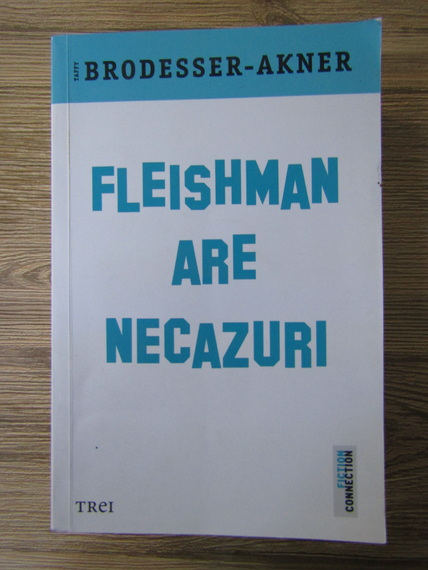 TAFFY BRODESSER-AKNER
FLEISHMAN
ARE
NECAZURI
FICTION
CONNECTION
TREI